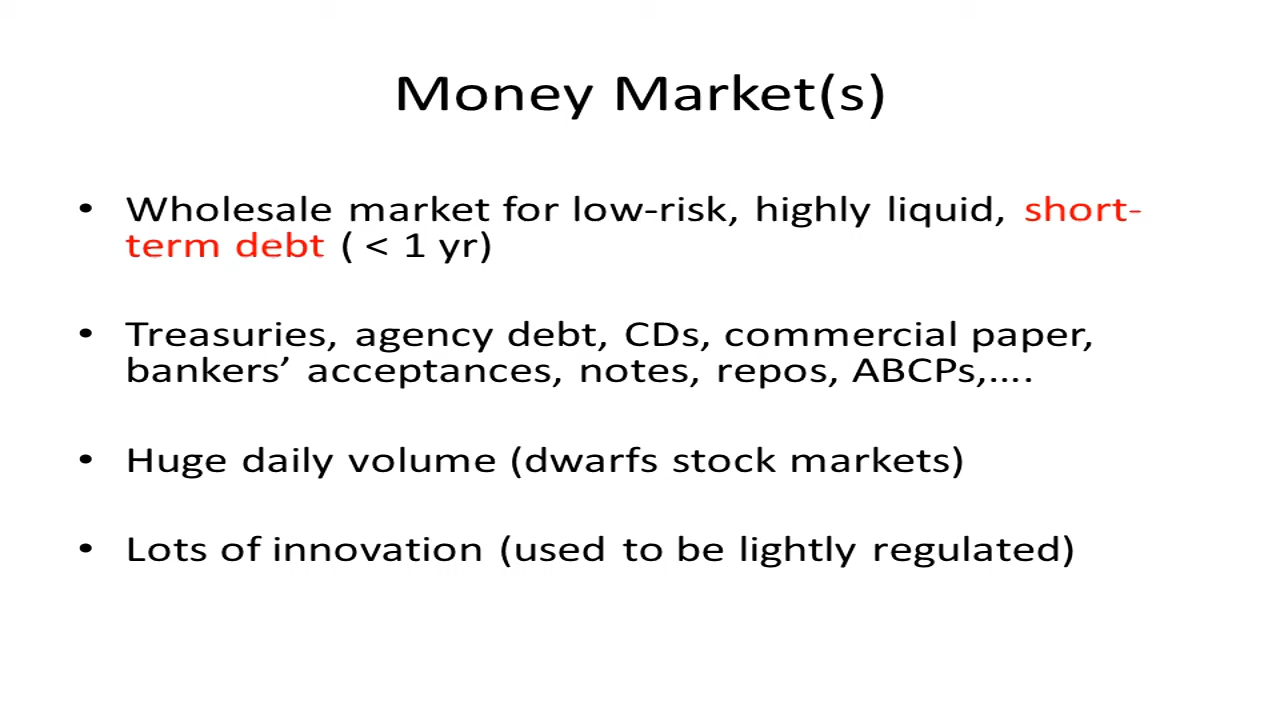 Money Market(s)
• Wholesale market for low-risk, highly liquid, short-
term debt ( < 1 yr)
• Treasuries, agency debt, CDs, commercial paper,
bankers’ acceptances, notes, repos, ABCPs,....
• Huge daily volume (dwarfs stock markets)
• Lots of innovation (used to be lightly regulated)